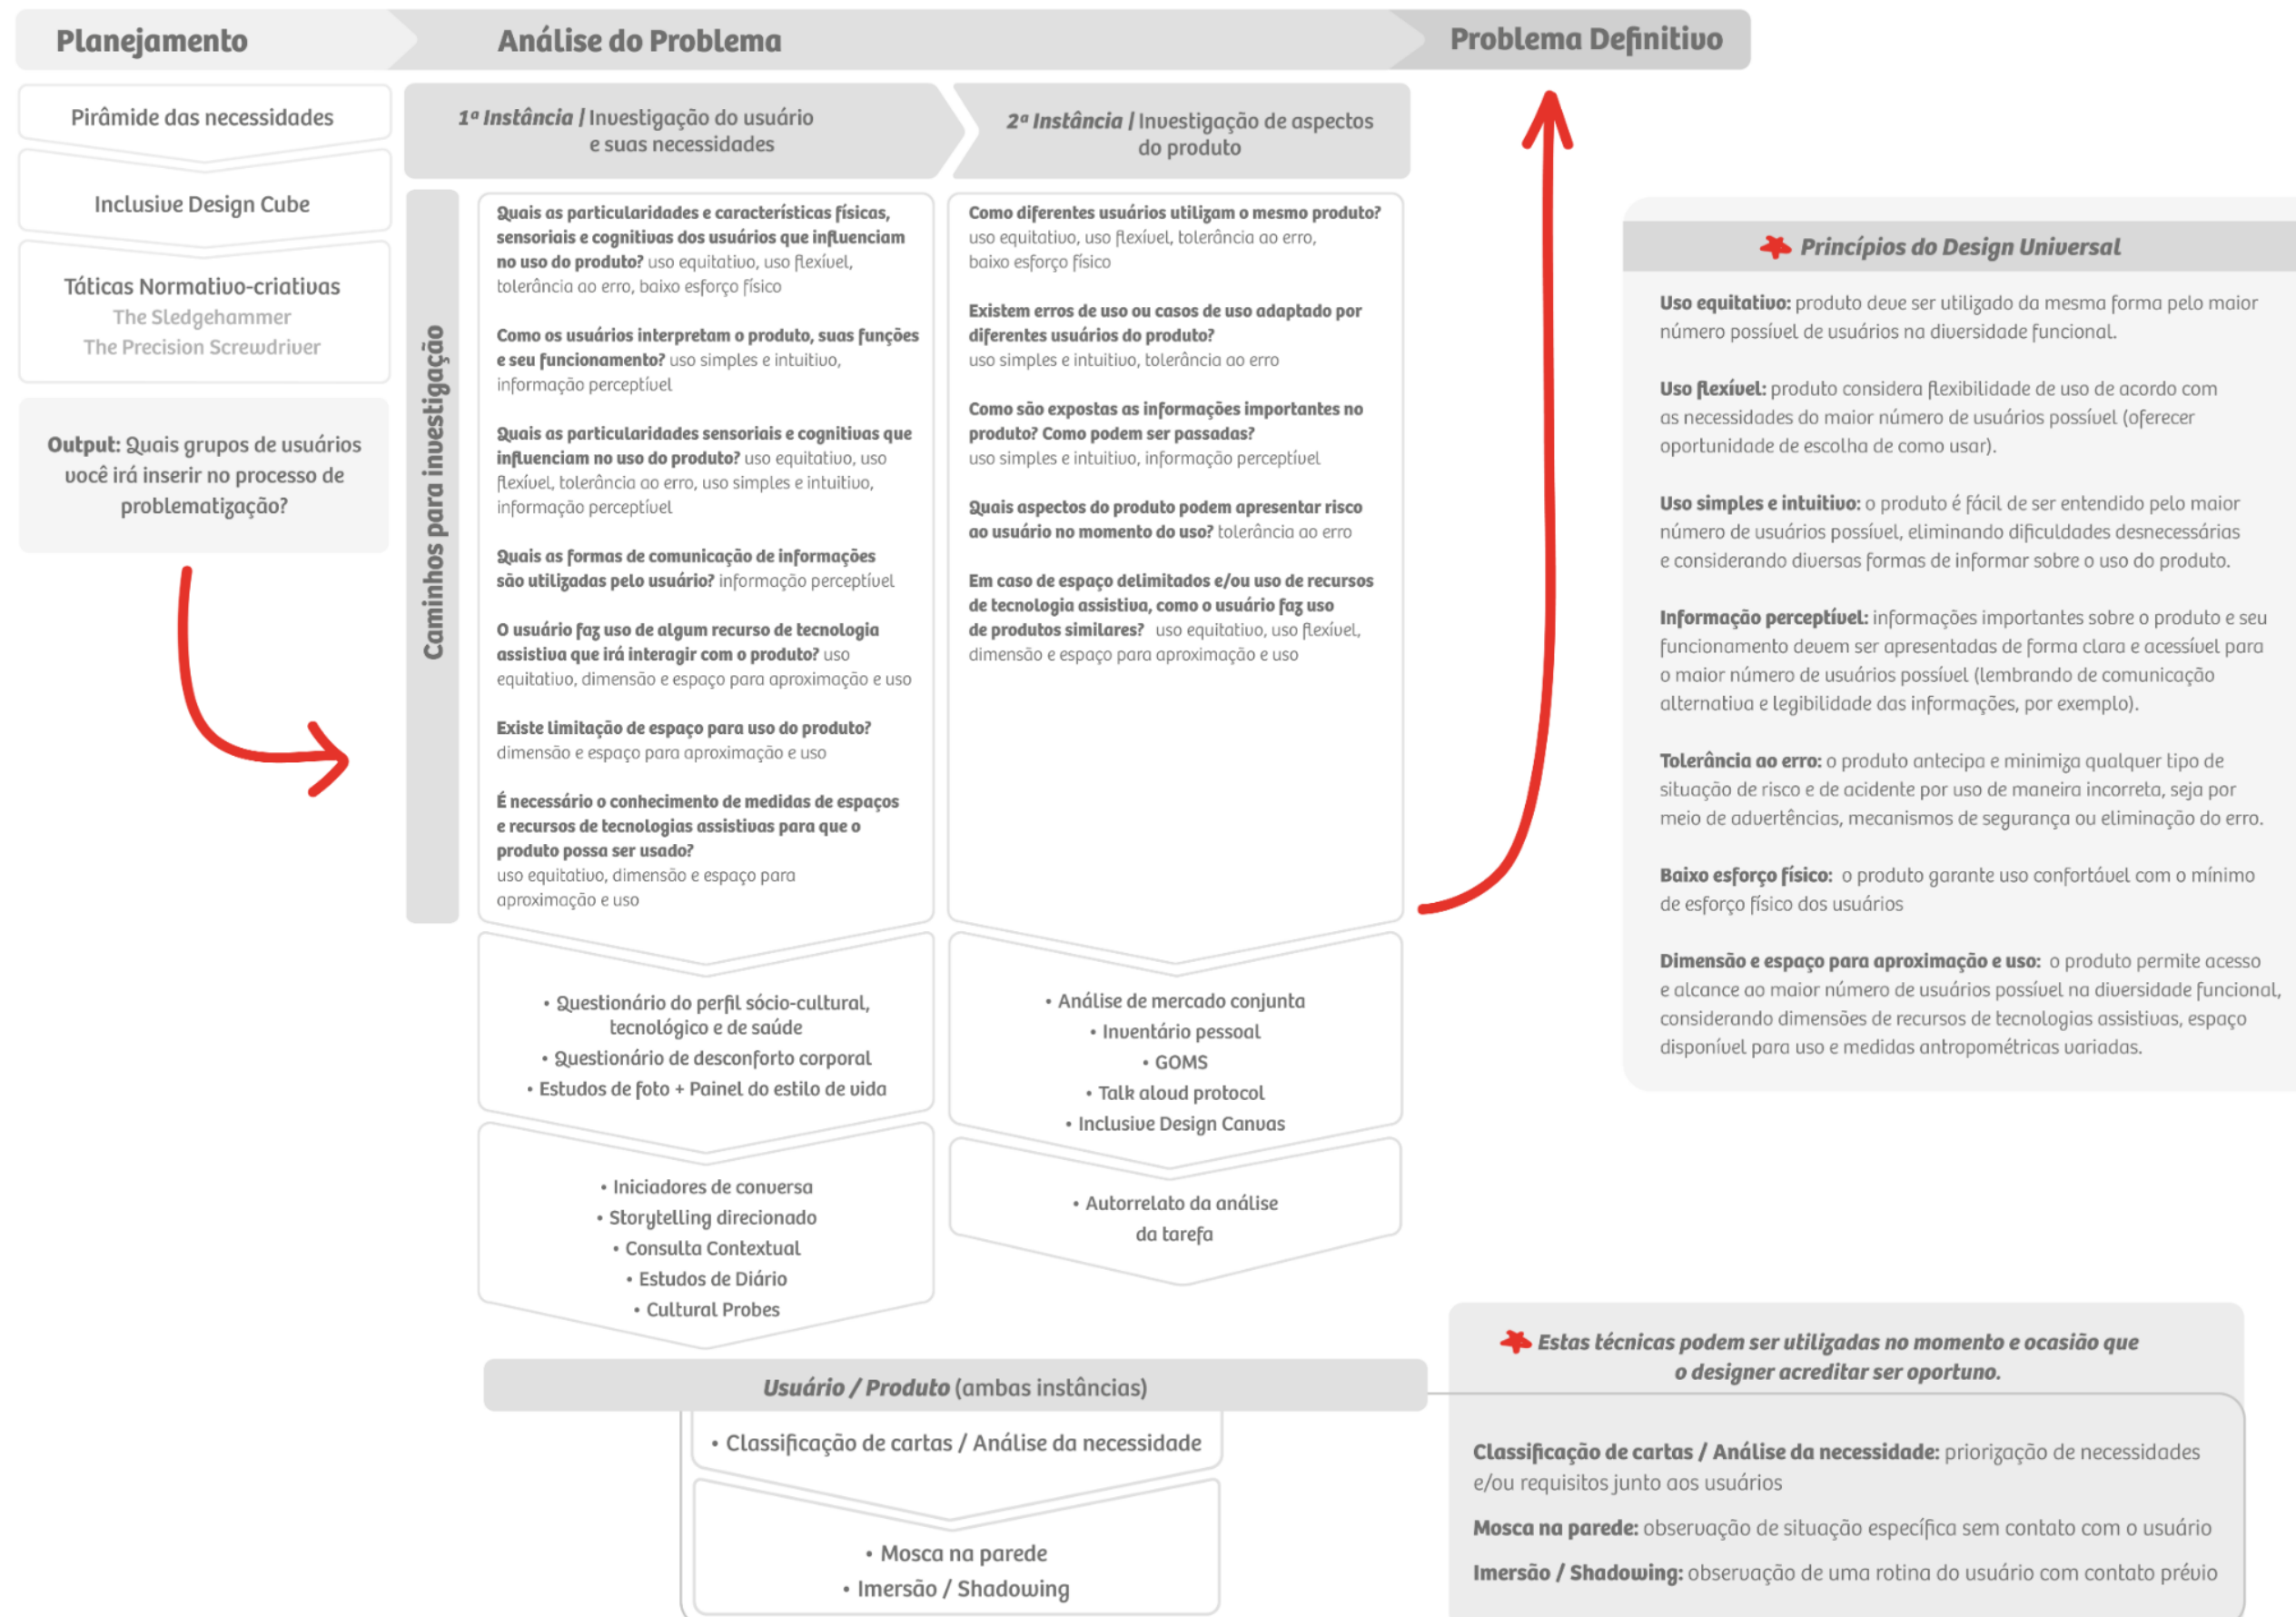 Planejamento
Análise do Problema
Problema Definitivo
Pirâmide das necessidades
Inclusive Design Cube
Táticas Normativo-criativas
The Sledgehammer
The Precision Screwdriver
Output: Quais grupos de usuários
você irá inserir no processo de
problematização?
1ª Instância / Investigação do usuário
e suas necessidades
2ª Instância / Investigação de aspectos
do produto
Caminhos para investigação
Quais as particularidades e características físicas,
sensoriais e cognitivas dos usuários que influenciam
no uso do produto? uso equitativo, uso flexível,
tolerância ao erro, baixo esforço físico
Como os usuários interpretam o produto, suas funções
e seu funcionamento? uso simples e intuitivo,
informação perceptível
Quais as particularidades sensoriais e cognitivas que
influenciam no uso do produto? uso equitativo, uso
flexível, tolerância ao erro, uso simples e intuitivo,
informação perceptível
Quais as formas de comunicação de informações
são utilizadas pelo usuário? informação perceptível
O usuário faz uso de algum recurso de tecnologia
assistiva que irá interagir com o produto? uso
equitativo, dimensão e espaço para aproximação e uso
Existe limitação de espaço para uso do produto?
dimensão e espaço para aproximação e uso
É necessário o conhecimento de medidas de espaços
e recursos de tecnologias assistivas para que o
produto possa ser usado?
uso equitativo, dimensão e espaço para
aproximação e uso
Como diferentes usuários utilizam o mesmo produto?
uso equitativo, uso flexível, tolerância ao erro,
baixo esforço físico
Existem erros de uso ou casos de uso adaptado por
diferentes usuários do produto?
uso simples e intuitivo, tolerância ao erro
Como são expostas as informações importantes no
produto? Como podem ser passadas?
uso simples e intuitivo, informação perceptível
Quais aspectos do produto podem apresentar risco
ao usuário no momento do uso? tolerância ao erro
Em caso de espaço delimitados e/ou uso de recursos
de tecnologia assistiva, como o usuário faz uso
de produtos similares? uso equitativo, uso flexível,
dimensão e espaço para aproximação e uso
• Questionário do perfil sócio-cultural,
tecnológico e de saúde
• Questionário de desconforto corporal
• Estudos de foto + Painel do estilo de vida
• Iniciadores de conversa
• Storytelling direcionado
• Consulta Contextual
• Estudos de Diário
• Cultural Probes
• Análise de mercado conjunta
• Inventário pessoal
• GOMS
• Talk aloud protocol
• Inclusive Design Canvas
• Autorrelato da análise
da tarefa
Usuário / Produto (ambas instâncias)
• Classificação de cartas / Análise da necessidade
• Mosca na parede
• Imersão / Shadowing
Princípios do Design Universal
Uso equitativo: produto deve ser utilizado da mesma forma pelo maior
número possível de usuários na diversidade funcional.
Uso flexível: produto considera flexibilidade de uso de acordo com
as necessidades do maior número de usuários possível (oferecer
oportunidade de escolha de como usar).
Uso simples e intuitivo: o produto é fácil de ser entendido pelo maior
número de usuários possível, eliminando dificuldades desnecessárias
e considerando diversas formas de informar sobre o uso do produto.
Informação perceptível: informações importantes sobre o produto e seu
funcionamento devem ser apresentadas de forma clara e acessível para
o maior número de usuários possível (lembrando de comunicação
alternativa e legibilidade das informações, por exemplo).
Tolerância ao erro: o produto antecipa e minimiza qualquer tipo de
situação de risco e de acidente por uso de maneira incorreta, seja por
meio de advertências, mecanismos de segurança ou eliminação do erro.
Baixo esforço físico: o produto garante uso confortável com o mínimo
de esforço físico dos usuários
Dimensão e espaço para aproximação e uso: o produto permite acesso
e alcance ao maior número de usuários possível na diversidade funcional,
considerando dimensões de recursos de tecnologias assistivas, espaço
disponível para uso e medidas antropométricas variadas.
Estas técnicas podem ser utilizadas no momento e ocasião que
o designer acreditar ser oportuno.
Classificação de cartas / Análise da necessidade: priorização de necessidades
e/ou requisitos junto aos usuários
Mosca na parede: observação de situação específica sem contato com o usuário
Imersão / Shadowing: observação de uma rotina do usuário com contato prévio